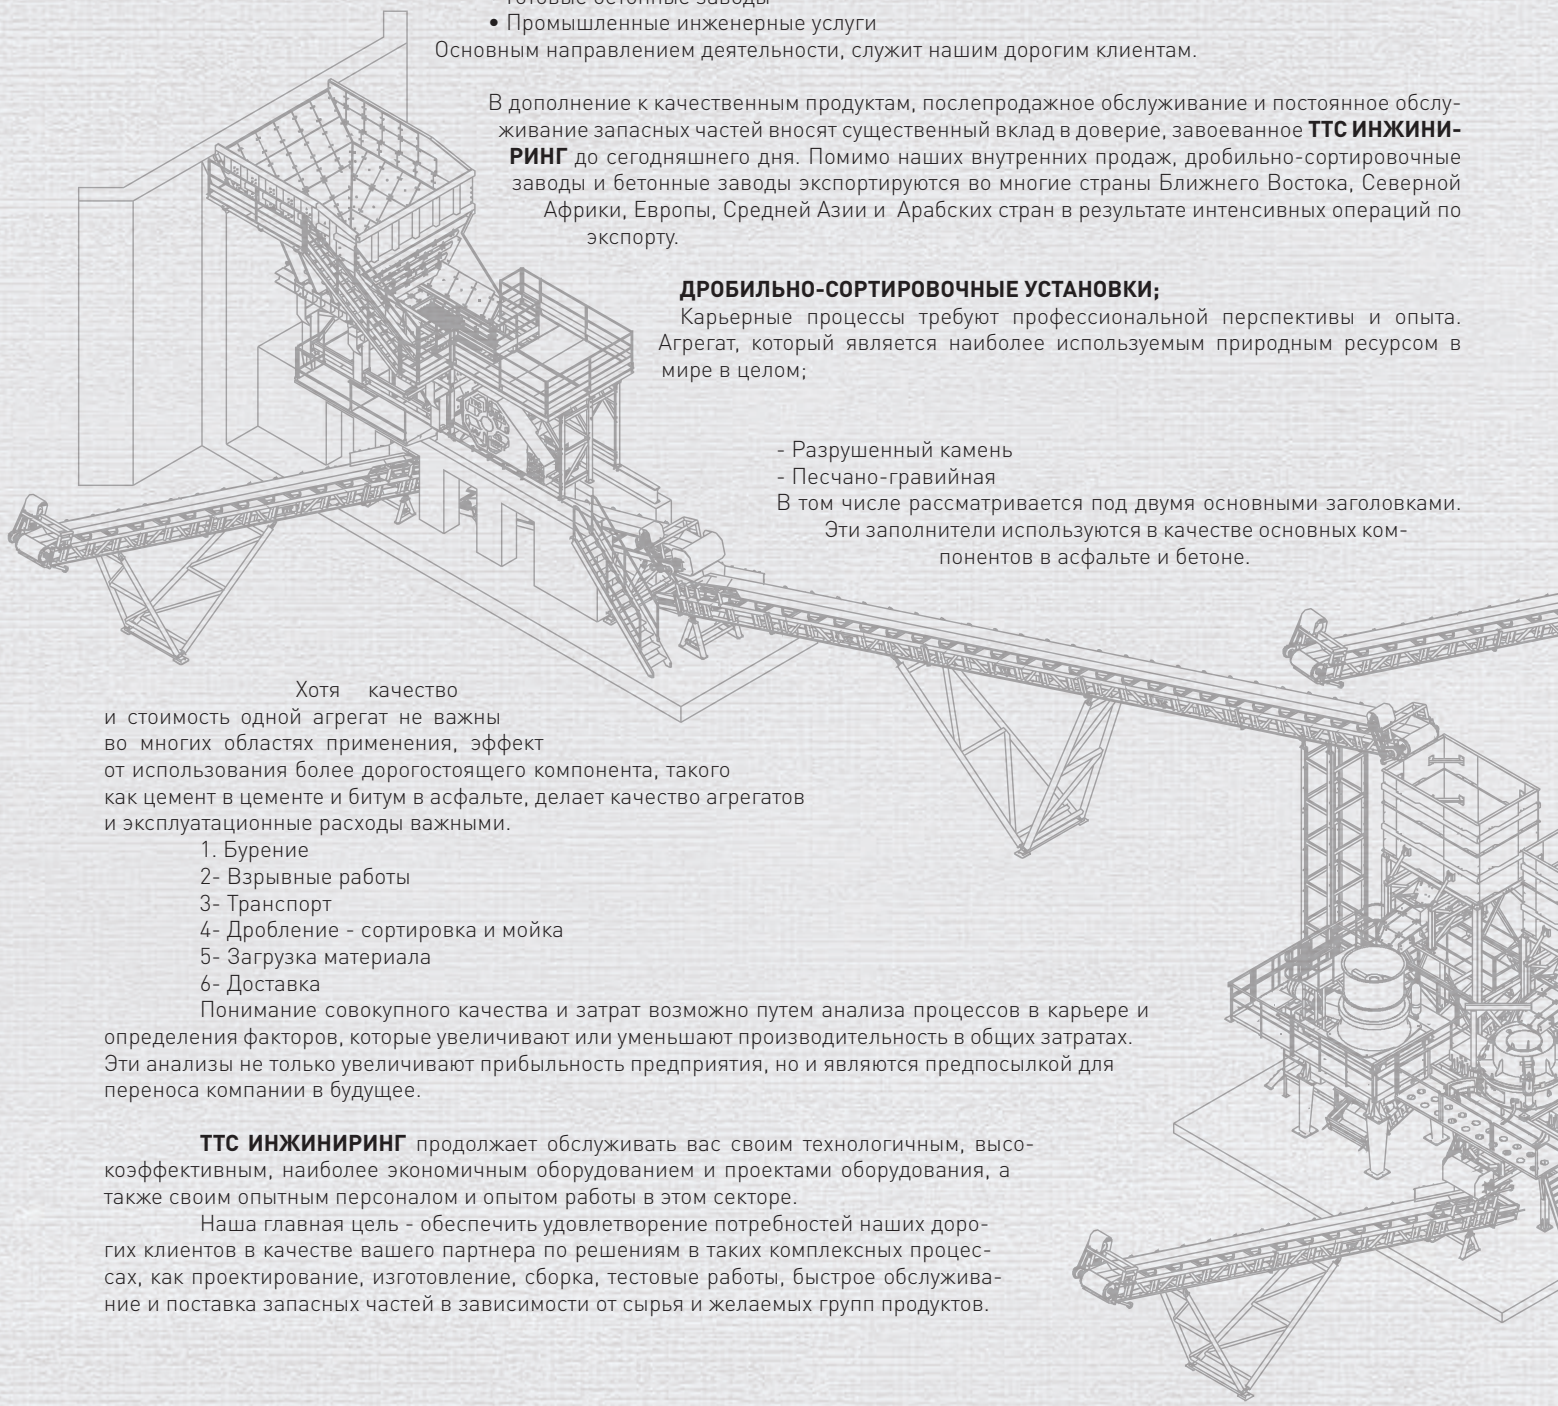 Готовые бетонные заводы
• Промышленные инженерные услуги
Основным направлением деятельности, служит нашим дорогим клиентам.
В дополнение к качественным продуктам, послепродажное обслуживание и постоянное обслу-
живание запасных частей вносят существенный вклад в доверие, завоеванное ТТС ИНЖИНИ-
РИНГ до сегодняшнего дня. Помимо наших внутренних продаж, дробильно-сортировочные
заводы и бетонные заводы экспортируются во многие страны Ближнего Востока, Северной
Африки, Европы, Средней Азии и Арабских стран в результате интенсивных операций по
экспорту.
ДРОБИЛЬНО-СОРТИРОВОЧНЫЕ УСТАНОВКИ;
Карьерные процессы требуют профессиональной перспективы и опыта.
Агрегат, который является наиболее используемым природным ресурсом в
мире в целом;
- Разрушенный камень
- Песчано-гравийная
В том числе рассматривается под двумя основными заголовками.
Эти заполнители используются в качестве основных ком-
понентов в асфальте и бетоне.
Хотя качество
и стоимость одной агрегат не важны
во многих областях применения, эффект
от использования более дорогостоящего компонента, такого
как цемент в цементе и битум в асфальте, делает качество агрегатов
и эксплуатационные расходы важными.
1. Бурение
2- Взрывные работы
3- Транспорт
4- Дробление - сортировка и мойка
5- Загрузка материала
6- Доставка
Понимание совокупного качества и затрат возможно путем анализа процессов в карьере и
определения факторов, которые увеличивают или уменьшают производительность в общих затратах.
Эти анализы не только увеличивают прибыльность предприятия, но и являются предпосылкой для
переноса компании в будущее.
ТТС ИНЖИНИРИНГ продолжает обслуживать вас своим технологичным, высо-
коэффективным, наиболее экономичным оборудованием и проектами оборудования, а
также своим опытным персоналом и опытом работы в этом секторе.
Наша главная цель - обеспечить удовлетворение потребностей наших доро-
гих клиентов в качестве вашего партнера по решениям в таких комплексных процес-
сах, как проектирование, изготовление, сборка, тестовые работы, быстрое обслужива-
ние и поставка запасных частей в зависимости от сырья и желаемых групп продуктов.